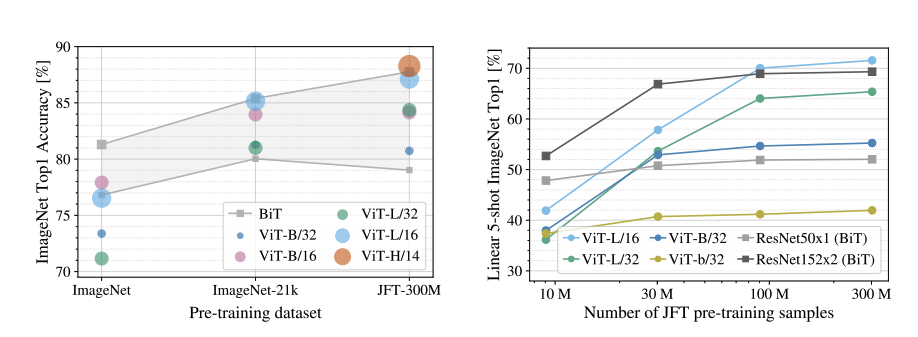 90
85
80
75
70
ImageNet Top1 Accuracy [%]
BiT
ViT-B/32
ViT-B/16
ViT-L/32
ViT-L/16
ViT-H/14
ImageNet
ImageNet-21k
JFT-300M
Pre-training dataset
70
60
50
40
30
Linear 5-shot ImageNet Top1 [%]
ViT-L/16
ViT-L/32
ViT-B/32
ViT-b/32
ResNet50x1 (BiT)
ResNet152x2 (BiT)
10 M
30 M
100 M
300 M
Number of JFT pre-training samples